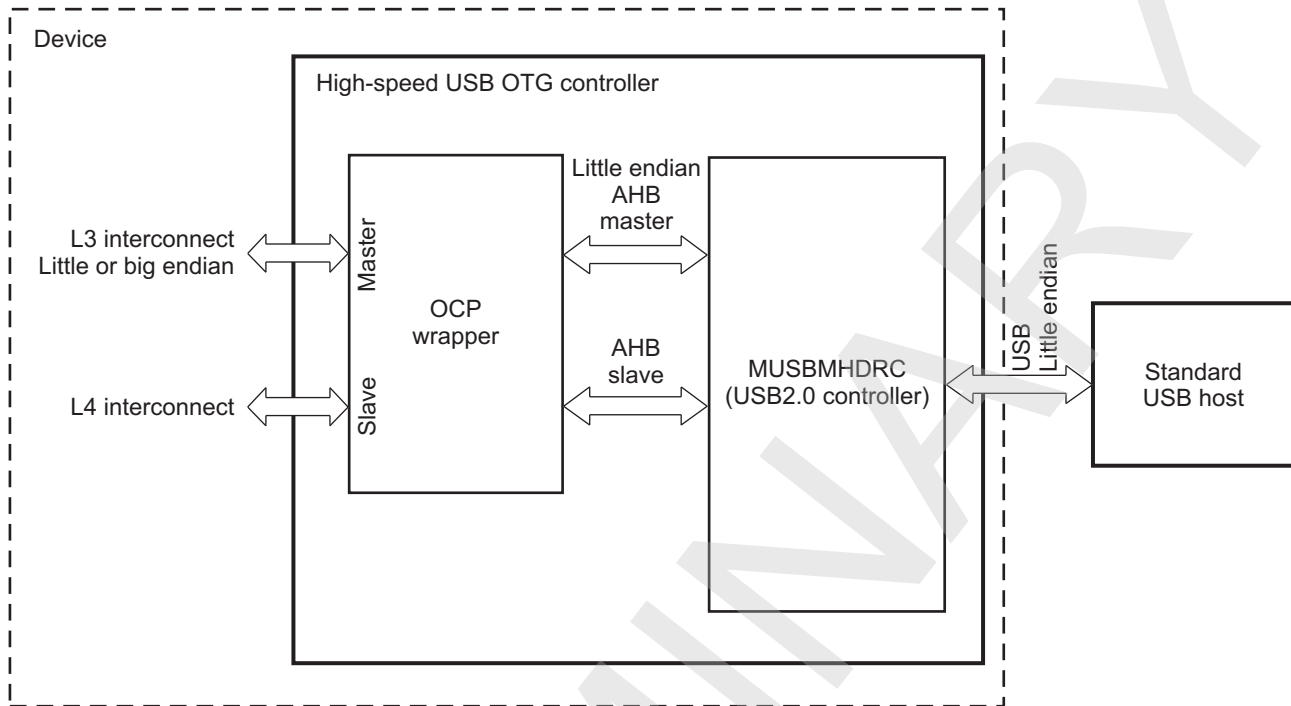 Device
High-speed USB OTG controller
Little endian
AHB
master
L3 interconnect
Little or big endian
Master
OCP
wrapper
AHB
slave
L4 interconnect
Slave
MUSBMHDRC
(USB2.0 controller)
USB
Little endian
Standard
USB host
MINARY